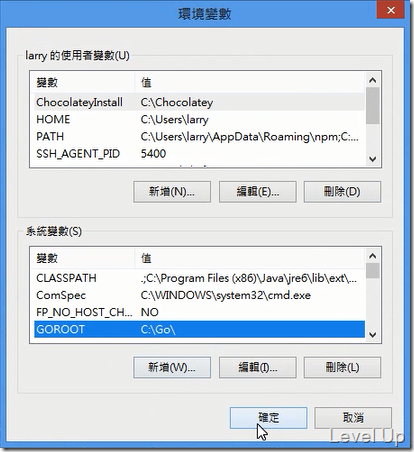 環境變數
larry 的使用者變數(U)
變數 值
ChocolateyInstall C:\Chocolatey
HOME C:\Users\larry
PATH C:\Users\larry\AppData\Roaming\npm;C:...
SSH_AGENT_PID 5400
新增(N)... 編輯(E)... 刪除(D)
系統變數(S)
變數 值
CLASSPATH .;C:\Program Files (x86)\Java\jre6\lib\ext\...
ComSpec C:\WINDOWS\system32\cmd.exe
FP_NO_HOST_CH... NO
GOROOT C:\Go\
新增(W)... 編輯(I)... 刪除(L)
確定 取消
Level Up